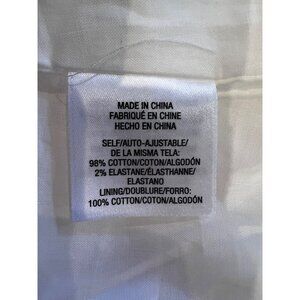 MADE IN CHINA
FABRIQUÉ EN CHINE
HECHO EN CHINA
SELF/AUTO-AJUSTABLE/
DE LA MISMA TELA:
98% COTTON/COTON/ALGODÓN
2% ELASTANE/ÉLASTHANNE/
ELASTANO
LINING/DOUBLURE/FORRO:
100% COTTON/COTON/ALGODÓN